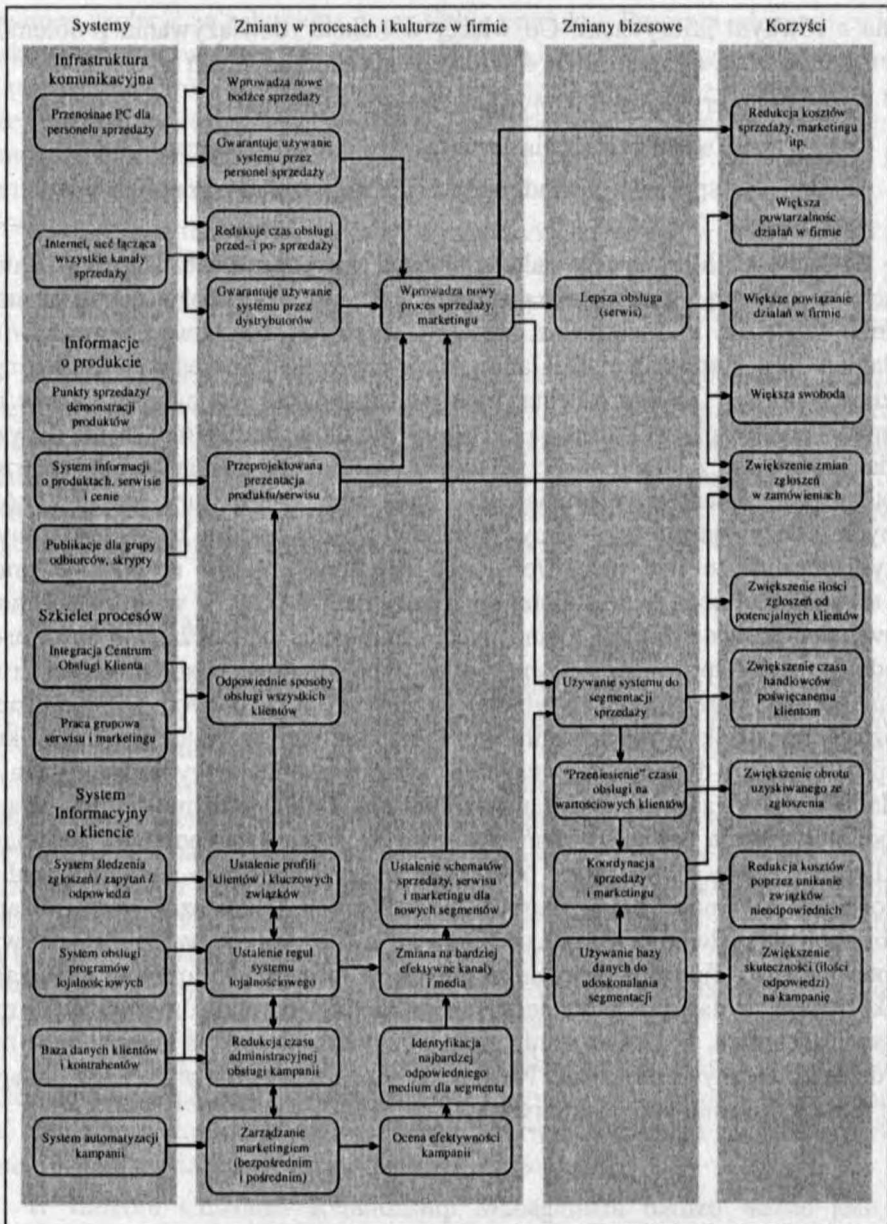 Systemy
Zmiany w procesach i kulturze w firmie
Zmiany bizesowe
Korzyści
Infrastruktura
komunikacyjna
Przenośnae PC dla
personelu sprzedaży
Internet, sieć łącząca
wszystkie kanały
sprzedaży
Informacje
o produkcie
Punkty sprzedaży/
demonstracji
produktów
System informacji
o produktach, serwisie
i cenie
Publikacje dla grupy
odbiorców, skrypty
Szkielet procesów
Integracja Centrum
Obsługi Klienta
Praca grupowa
serwisu i marketingu
System
Informacyjny
o kliencie
System śledzenia
zgłoszeń / zapytań /
odpowiedzi
System obsługi
programów
lojalnościowych
Baza danych klientów
i kontrahentów
System automatyzacji
kampanii
Wprowadza nowe
bodźce sprzedaży
Gwarantuje używanie
systemu przez
personel sprzedaży
Redukuje czas obsługi
przed- i po- sprzedaży
Gwarantuje używanie
systemu przez
dystrybutorów
Przeprojektowana
prezentacja
produktu/serwisu
Odpowiednie sposoby
obsługi wszystkich
klientów
Ustalenie profili
klientów i kluczowych
związków
Ustalenie reguł
systemu
lojalnościowego
Redukcja czasu
administracyjnej
obsługi kampanii
Zarządzanie
marketingiem
(bezpośrednim
i pośrednim)
Wprowadza nowy
proces sprzedaży,
marketingu
Ustalenie schematów
sprzedaży, serwisu
i marketingu dla
nowych segmentów
Zmiana na bardziej
efektywne kanały
i media
Identyfikacja
najbardzej
odpowiedniego
medium dla segmentu
Ocena efektywności
kampanii
Lepsza obsługa
(serwis)
Używanie systemu do
segmentacji
sprzedaży
"Przeniesienie" czasu
obsługi na
wartościowych klientów
Koordynacja
sprzedaży
i marketingu
Używanie bazy
danych do
udoskonalania
segmentacji
Redukcja kosztów
sprzedaży, marketingu
itp.
Większa
powtarzalność
działań w firmie
Większe powiązanie
działań w firmie
Większa swoboda
Zwiększenie zmian
zgłoszeń
w zamówieniach
Zwiększenie ilości
zgłoszeń od
potencjalnych klientów
Zwiększenie czasu
handlowców
poświęcanemu
klientom
Zwiększenie obrotu
uzyskiwanego ze
zgłoszenia
Redukcja kosztów
poprzez unikanie
związków
nieodpowiednich
Zwiększenie
skuteczności (ilości
odpowiedzi)
na kampanię